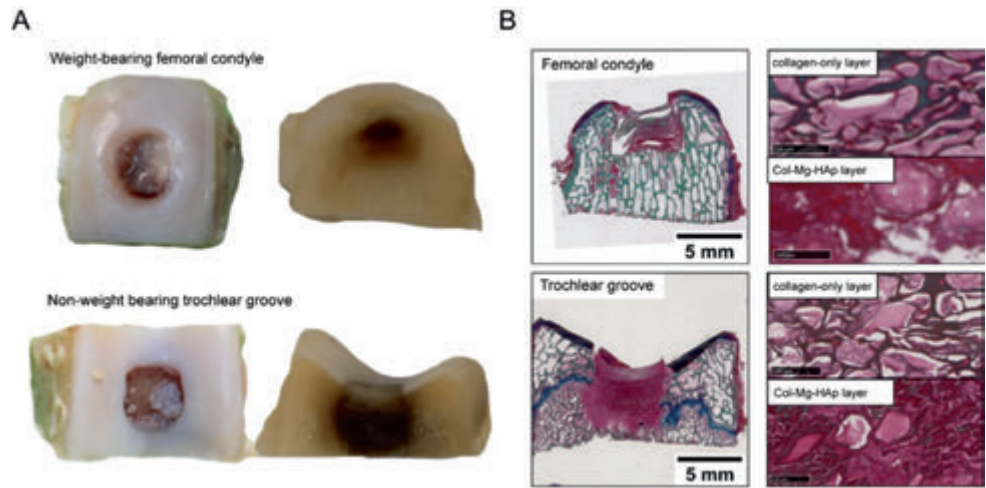 A
B
Weight-bearing femoral condyle
Non-weight bearing trochlear groove
Femoral condyle
5 mm
collagen-only layer
Col-Mg-HAp layer
Trochlear groove
5 mm
collagen-only layer
Col-Mg-HAp layer